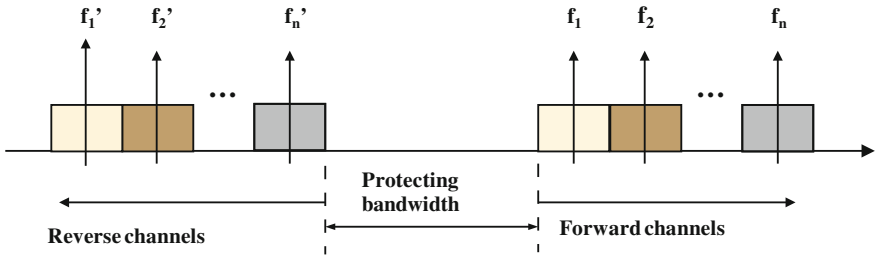 f1’ f2’ fn’ f1 f2 fn
... ...
Protecting
bandwidth
Reverse channels
Forward channels